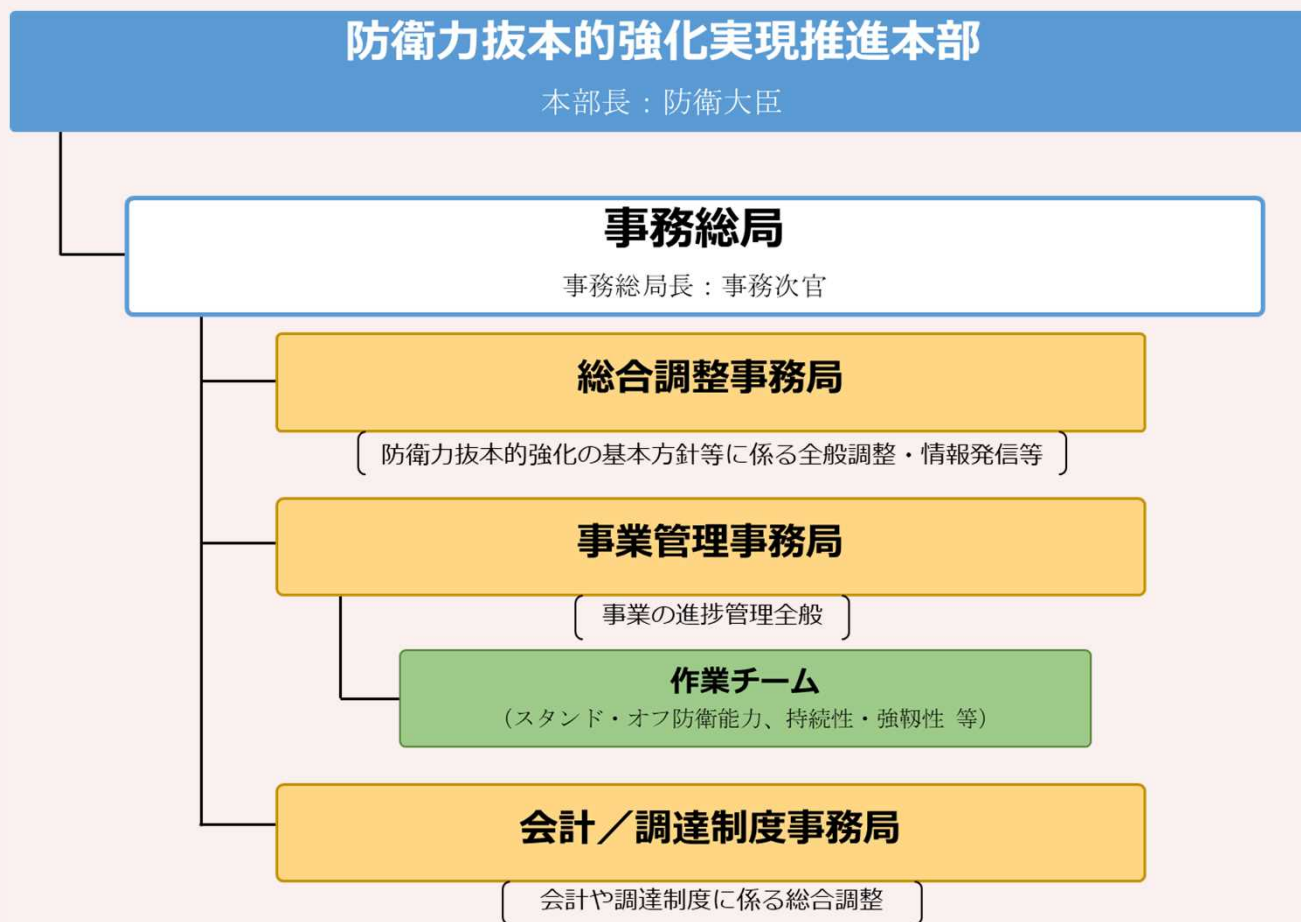 防衛力抜本的強化実現推進本部
本部長：防衛大臣
事務総局
事務総局長：事務次官
総合調整事務局
防衛力抜本的強化の基本方針等に係る全般調整・情報発信等
事業管理事務局
事業の進捗管理全般
作業チーム
（スタンド・オフ防衛能力、持続性・強靱性 等）
会計／調達制度事務局
会計や調達制度に係る総合調整